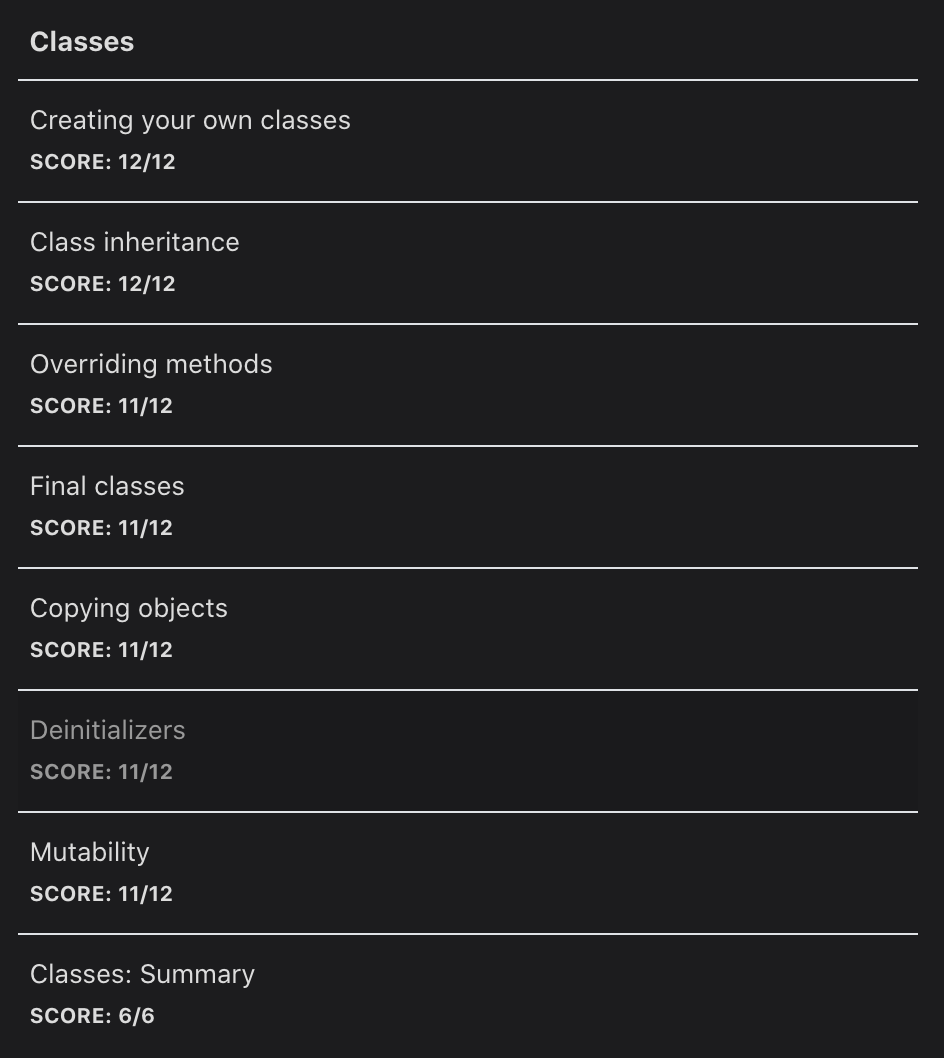 Classes
Creating your own classes
SCORE: 12/12
Class inheritance
SCORE: 12/12
Overriding methods
SCORE: 11/12
Final classes
SCORE: 11/12
Copying objects
SCORE: 11/12
Deinitializers
SCORE: 11/12
Mutability
SCORE: 11/12
Classes: Summary
SCORE: 6/6